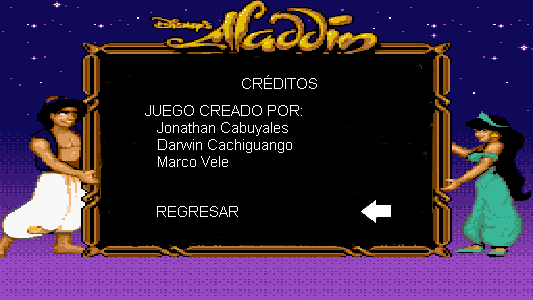 Disney's
Aladdin
CRÉDITOS
JUEGO CREADO POR:
Jonathan Cabuyales
Darwin Cachiguango
Marco Vele
REGRESAR